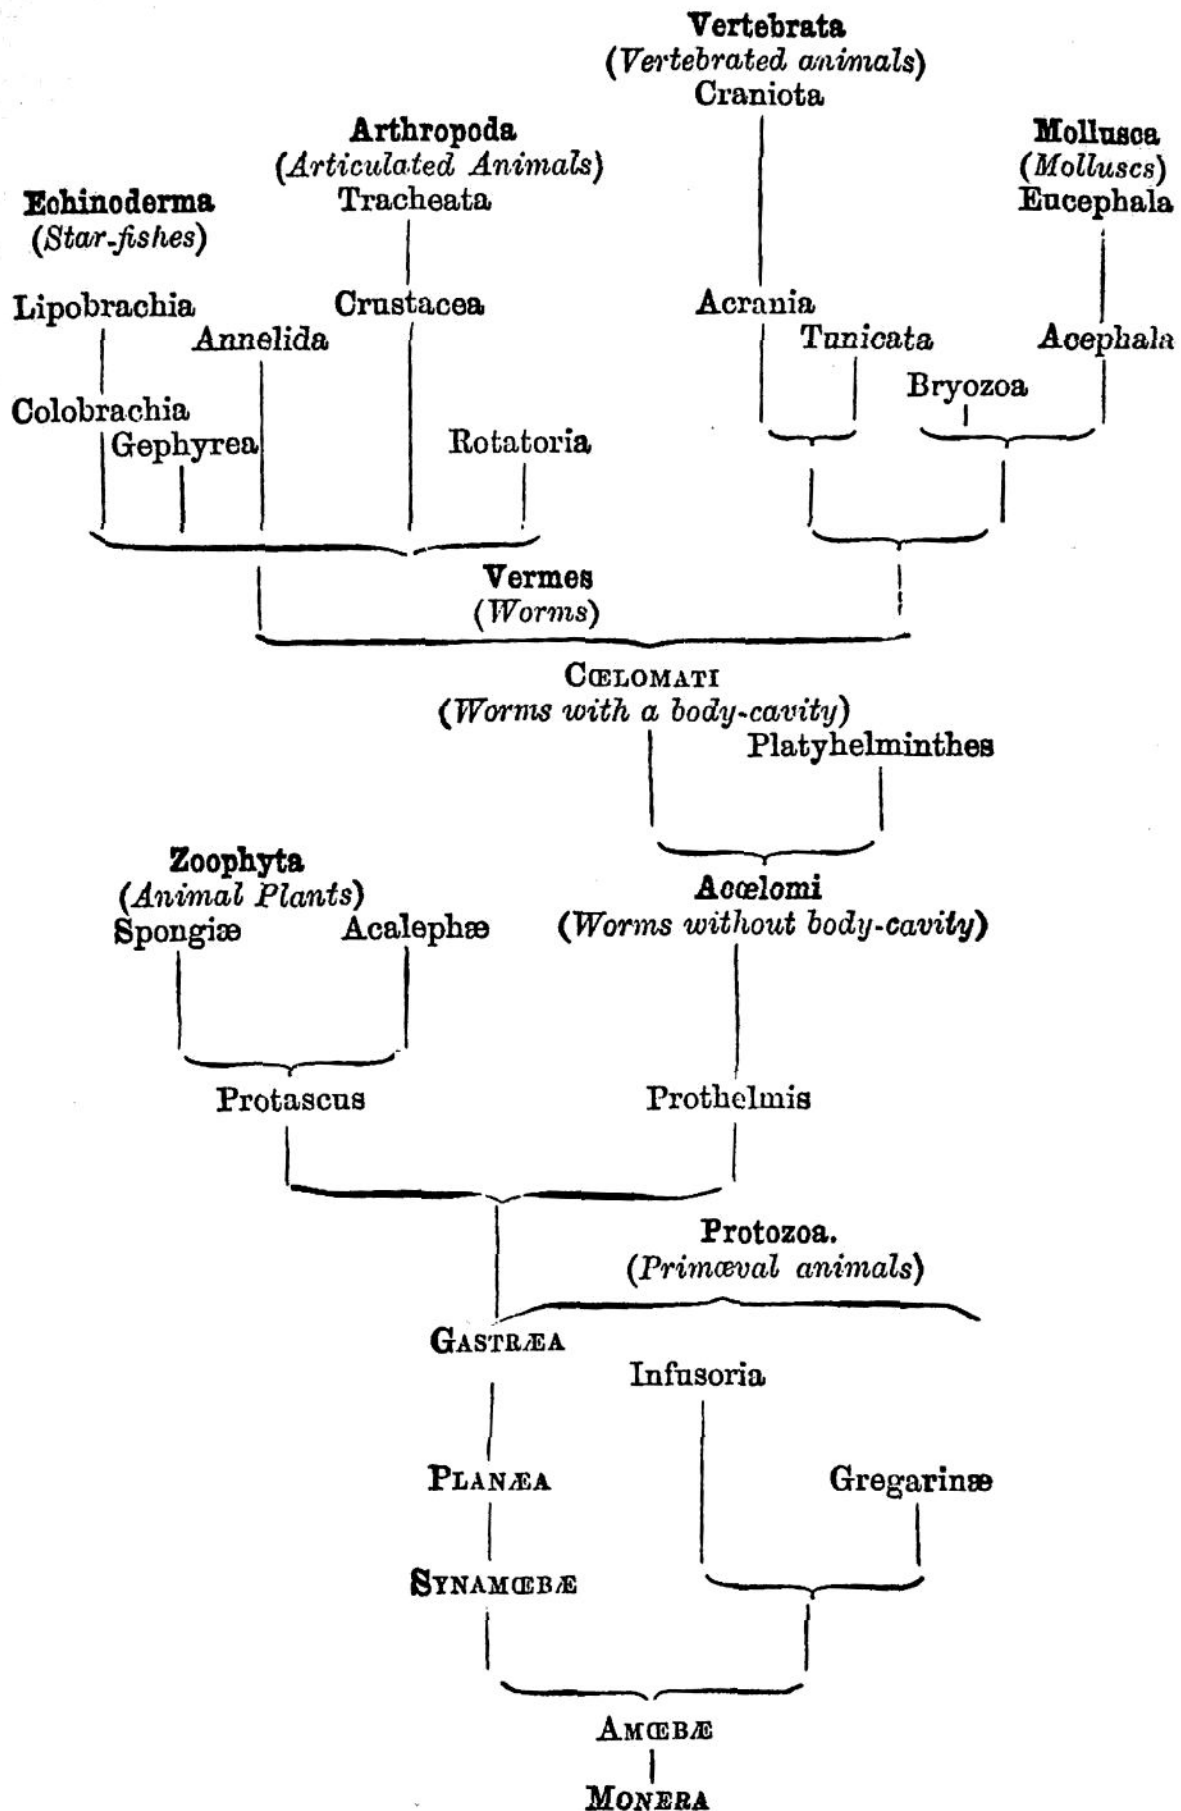 Vertebrata
(Vertebrated animals)
Craniota
Arthropoda
(Articulated Animals)
Tracheata
Mollusca
(Molluscs)
Eucephala
Echinoderma
(Star-fishes)
Lipobrachia
Crustacea
Acrania
Annelida
Tunicata
Acephala
Bryozoa
Colobrachia
Gephyrea
Rotatoria
Vermes
(Worms)
CŒLOMATI
(Worms with a body-cavity)
Platyhelminthes
Zoophyta
(Animal Plants)
Spongiæ
Acalephæ
Acœlomi
(Worms without body-cavity)
Protascus
Prothelmis
Protozoa.
(Primæval animals)
GASTRÆA
Infusoria
PLANÆA
Gregarinæ
SYNAMŒBÆ
AMŒBÆ
MONERA